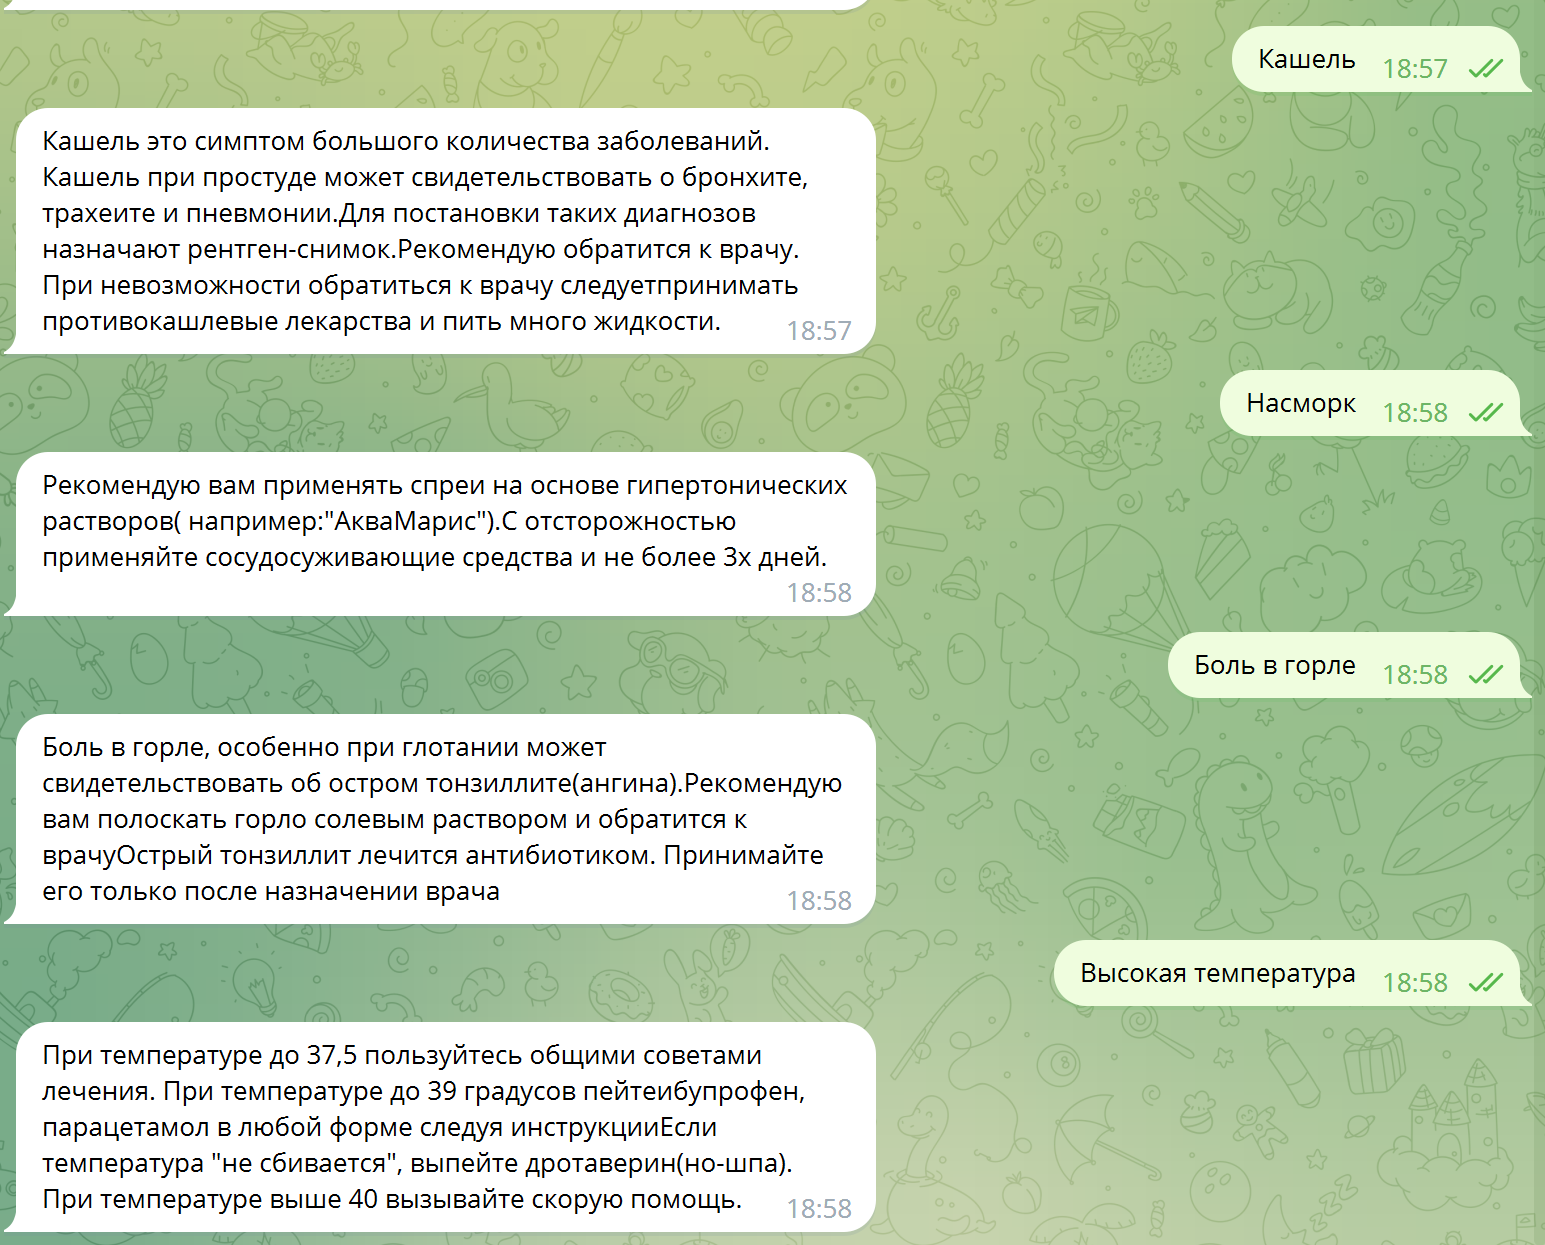 Кашель 18:57
Кашель это симптом большого количества заболеваний.
Кашель при простуде может свидетельствовать о бронхите,
трахеите и пневмонии.Для постановки таких диагнозов
назначают рентген-снимок.Рекомендую обратится к врачу.
При невозможности обратиться к врачу следуетпринимать
противокашлевые лекарства и пить много жидкости. 18:57
Насморк 18:58
Рекомендую вам применять спреи на основе гипертонических
растворов( например:"АкваМарис").С отсторожностью
применяйте сосудосуживающие средства и не более 3х дней.
18:58
Боль в горле 18:58
Боль в горле, особенно при глотании может
свидетельствовать об остром тонзиллите(ангина).Рекомендую
вам полоскать горло солевым раствором и обратится к
врачуОстрый тонзиллит лечится антибиотиком. Принимайте
его только после назначении врача 18:58
Высокая температура 18:58
При температуре до 37,5 пользуйтесь общими советами
лечения. При температуре до 39 градусов пейтеибупрофен,
парацетамол в любой форме следуя инструкцииЕсли
температура "не сбивается", выпейте дротаверин(но-шпа).
При температуре выше 40 вызывайте скорую помощь. 18:58